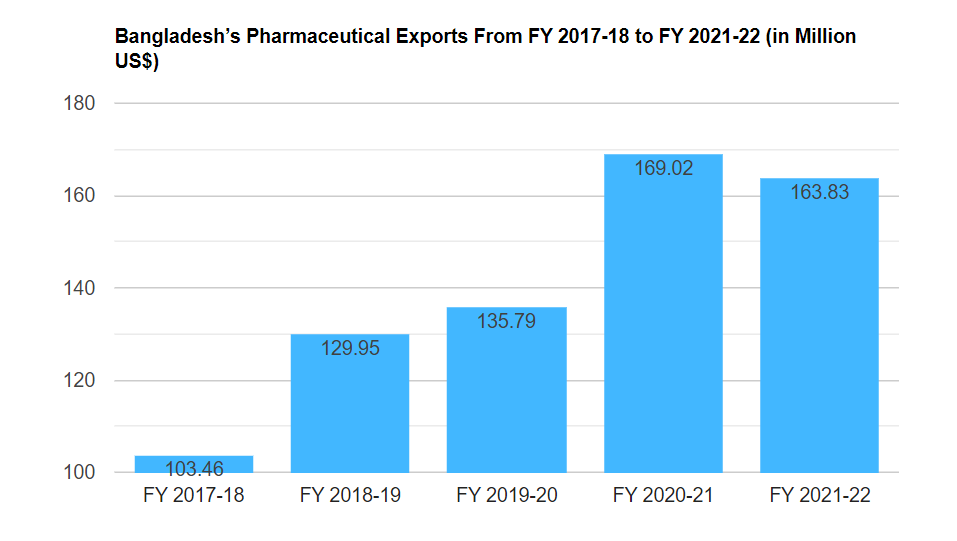 Bangladesh’s Pharmaceutical Exports From FY 2017-18 to FY 2021-22 (in Million
US$)
180
160
140
120
100
103.46
129.95
135.79
169.02
163.83
FY 2017-18
FY 2018-19
FY 2019-20
FY 2020-21
FY 2021-22